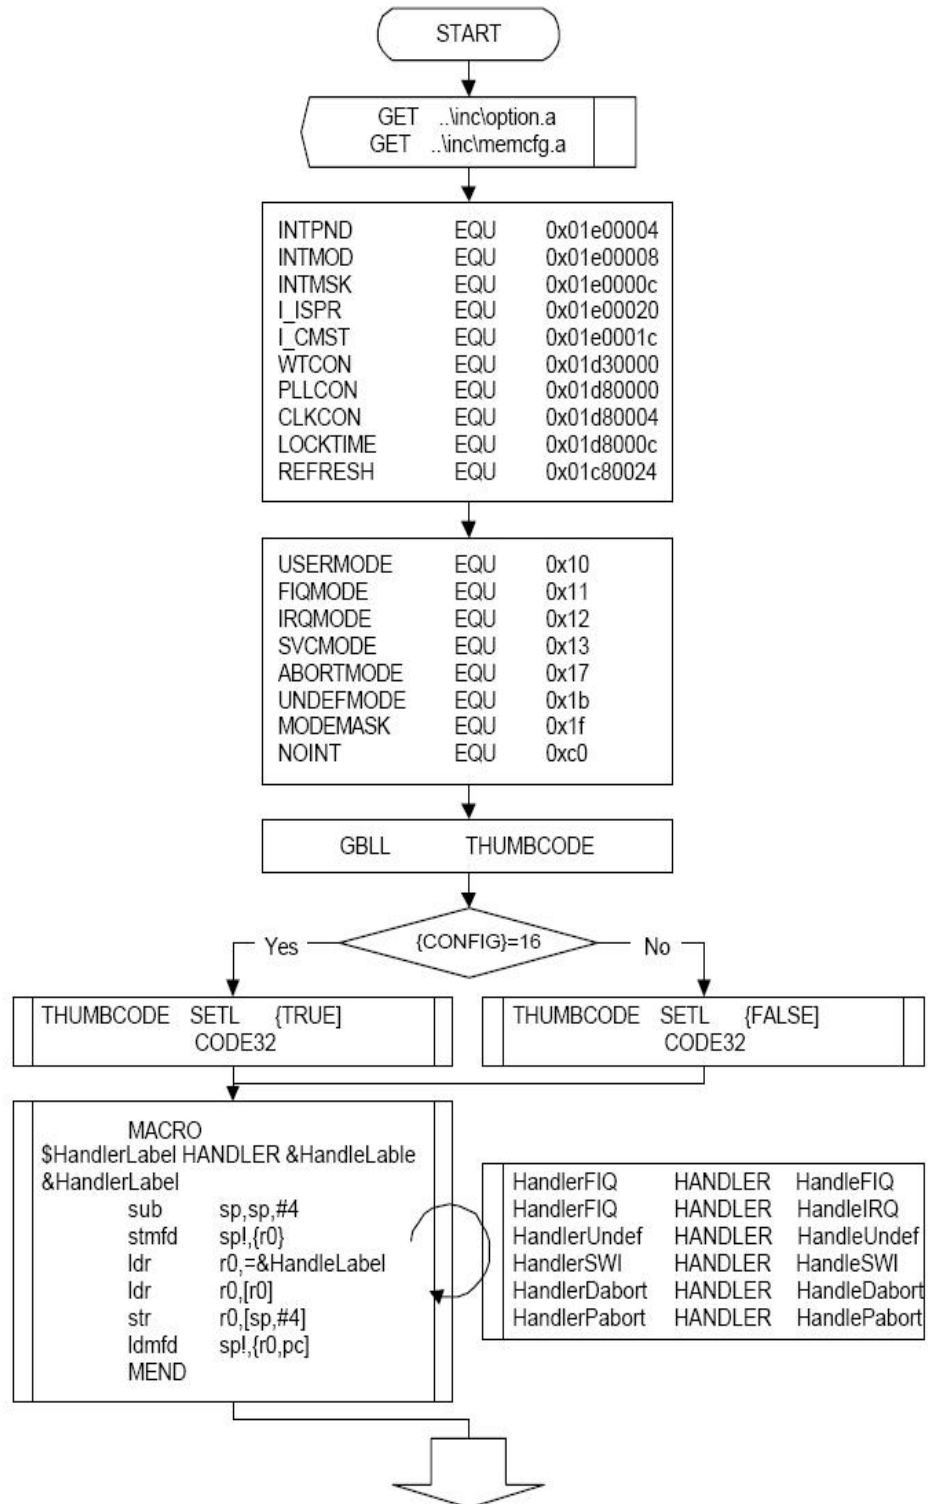 START
GET ..\inc\option.a
GET ..\inc\memcfg.a
INTPND EQU 0x01e00004
INTMOD EQU 0x01e00008
INTMSK EQU 0x01e0000c
I_ISPR EQU 0x01e00020
I_CMST EQU 0x01e0001c
WTCON EQU 0x01d30000
PLLCON EQU 0x01d80000
CLKCON EQU 0x01d80004
LOCKTIME EQU 0x01d8000c
REFRESH EQU 0x01c80024
USERMODE EQU 0x10
FIQMODE EQU 0x11
IRQMODE EQU 0x12
SVCMODE EQU 0x13
ABORTMODE EQU 0x17
UNDEFMODE EQU 0x1b
MODEMASK EQU 0x1f
NOINT EQU 0xc0
GBLL THUMBCODE
{CONFIG}=16
Yes
No
THUMBCODE SETL {TRUE]
CODE32
THUMBCODE SETL {FALSE]
CODE32
MACRO
$HandlerLabel HANDLER &HandleLable
&HandlerLabel
sub sp,sp,#4
stmfd sp!,{r0}
ldr r0,=&HandleLabel
ldr r0,[r0]
str r0,[sp,#4]
ldmfd sp!,{r0,pc]
MEND
HandlerFIQ HANDLER HandleFIQ
HandlerFIQ HANDLER HandleIRQ
HandlerUndef HANDLER HandleUndef
HandlerSWI HANDLER HandleSWI
HandlerDabort HANDLER HandleDabort
HandlerPabort HANDLER HandlePabort